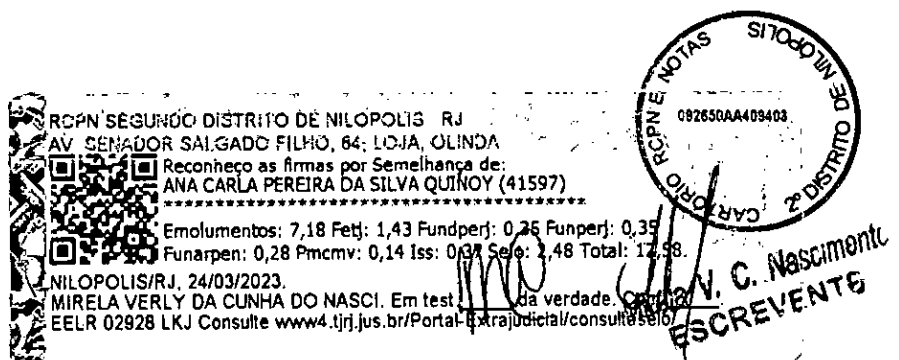 RCPN SEGUNDO DISTRITO DE NILOPOLIS RJ
AV SENADOR SALGADO FILHO, 64; LOJA, OLINDA
Reconheço as firmas por Semelhança de:
ANA CARLA PEREIRA DA SILVA QUINOY (41597)
******************************************
Emolumentos: 7,18 Fetj: 1,43 Fundperj: 0,35 Funperj: 0,35
Funarpen: 0,28 Pmcmv: 0,14 Iss: 0,37 Selo: 2,48 Total: 12,58.
NILOPOLIS/RJ, 24/03/2023.
MIRELA VERLY DA CUNHA DO NASCI. Em test. da verdade.
EELR 02928 LKJ Consulte www4.tjrj.jus.br/Portal-Extrajudicial/consultaselo/
CARTÓRIO RCPN E NOTAS
2º DISTRITO DE NILÓPOLIS
092650AA409403
V. C. Nascimento
ESCREVENTE